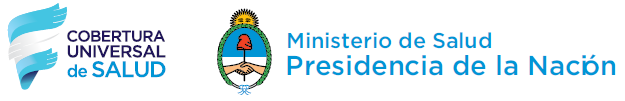 COBERTURA
UNIVERSAL
de SALUD
Ministerio de Salud
Presidencia de la Nación